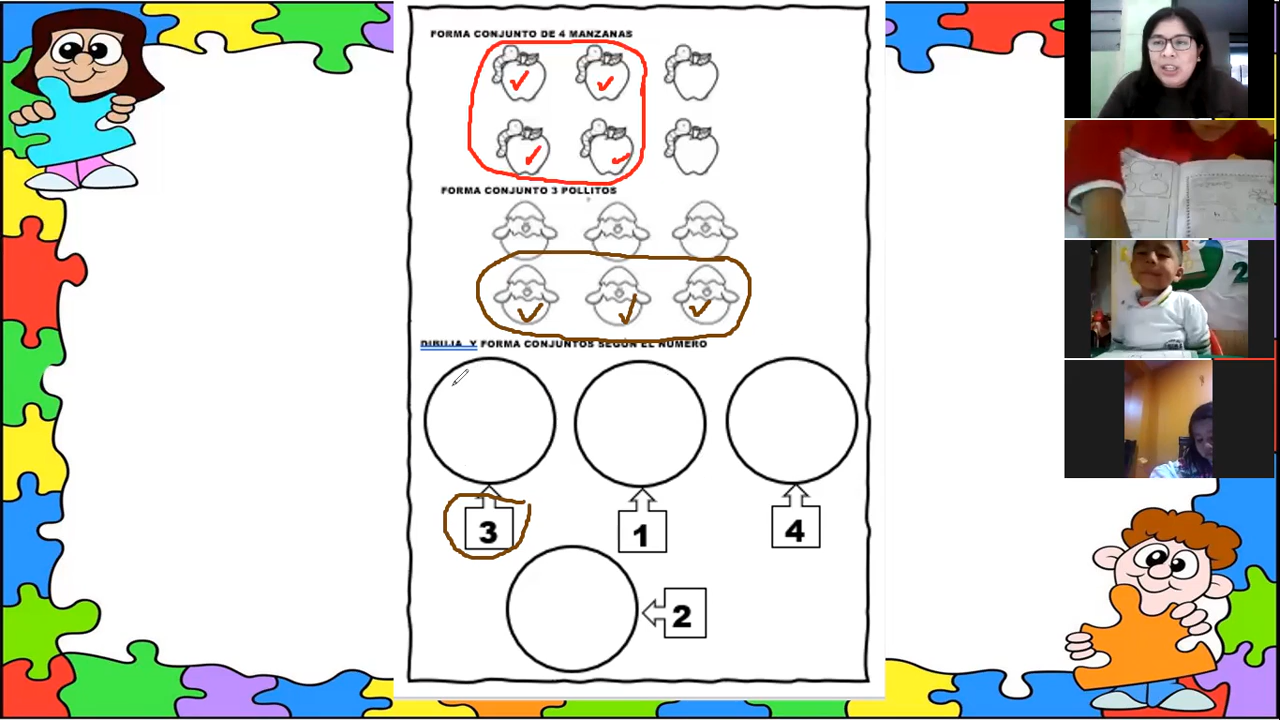 FORMA CONJUNTO DE 4 MANZANAS
FORMA CONJUNTO 3 POLLITOS
DIBUJA Y FORMA CONJUNTOS SEGÚN EL NÚMERO
3 1 4
2
2